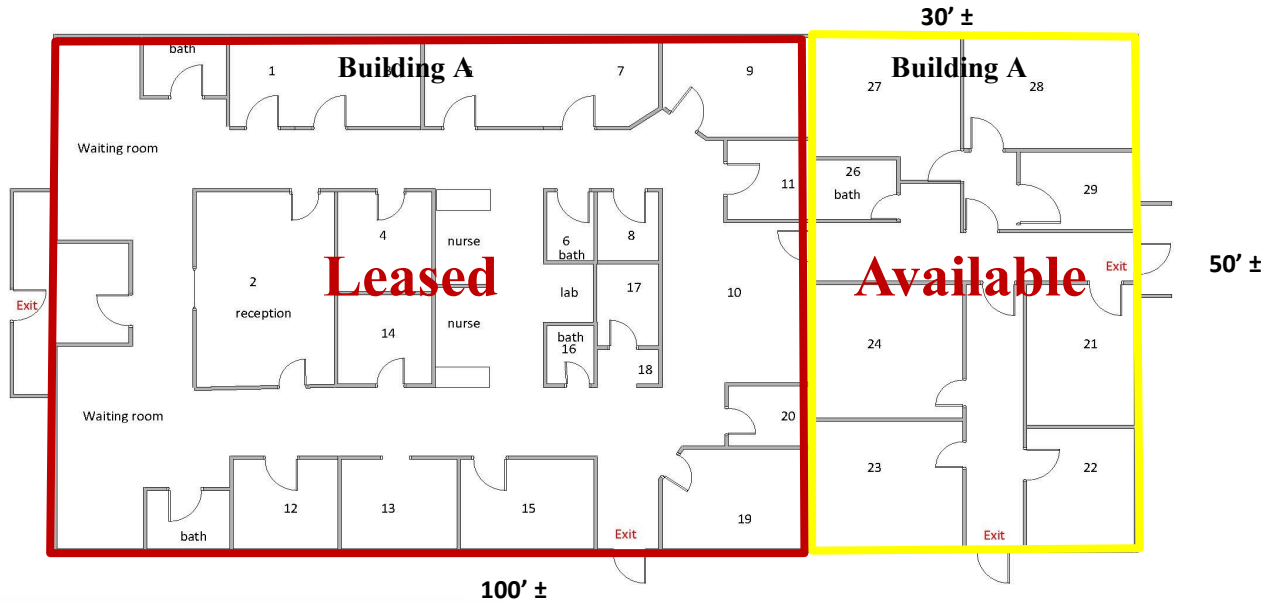 30' ±
bath
1
Building A
7
9
Building A
27
28
Waiting room
11
26
bath
29
4
nurse
6
bath
8
Leased
Available
Exit
50' ±
2
lab
17
10
Exit
reception
14
nurse
bath
16
24
21
18
Waiting room
20
23
22
12
13
15
19
bath
Exit
Exit
100' ±